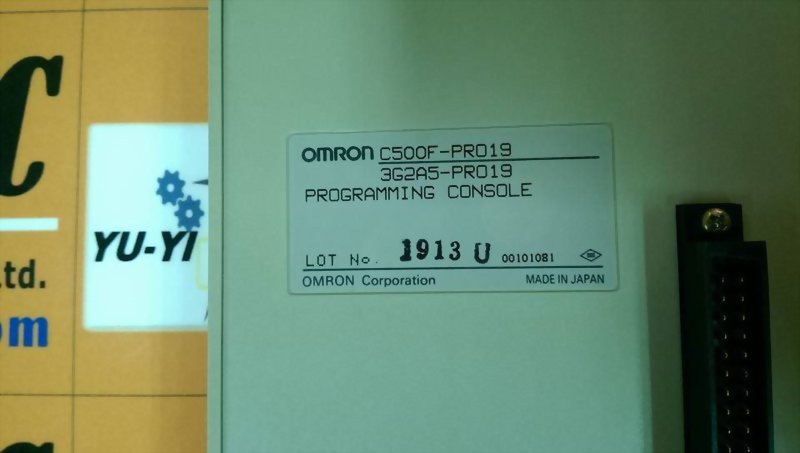 C
YU-YI
td.
om
OMRON C500F-PRO19
3G2A5-PRO19
PROGRAMMING CONSOLE
LOT No. 1913 U 00101081
OMRON Corporation MADE IN JAPAN